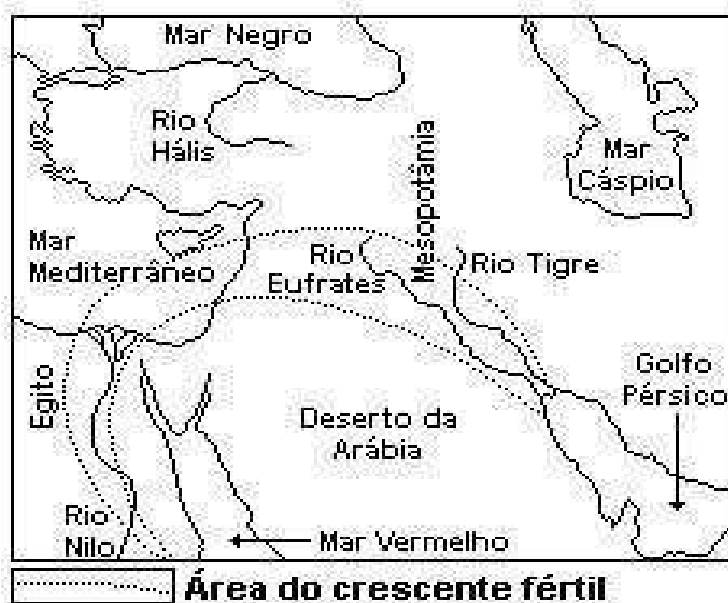 Mar Negro
Rio
Hális
Mesopotâmia
Mar
Cáspio
Mar
Mediterrâneo
Rio
Eufrates
Rio Tigre
Golfo
Pérsico
Egito
Deserto da
Arábia
Rio
Nilo
Mar Vermelho
Área do crescente fértil